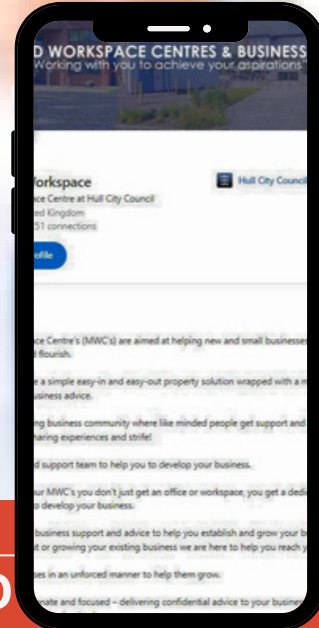 D WORKSPACE CENTRES & BUSINESS
Working with you to achieve your aspirations"
Workspace
Hull City Council
ace Centre at Hull City Council
ed Kingdom
51 connections
ofile
ce Centre's (MWC's) are aimed at helping new and small businesses
d flourish.
e a simple easy-in and easy-out property solution wrapped with a m
usiness advice.
ng business community where like minded people get support and
haring experiences and strife!
d support team to help you to develop your business.
ur MWC's you don't just get an office or workspace, you get a dedi
o develop your business.
business support and advice to help you establish and grow your b
t or growing your existing business we are here to help you reach y
ses in an unforced manner to help them grow.
nate and focused – delivering confidential advice to your busine